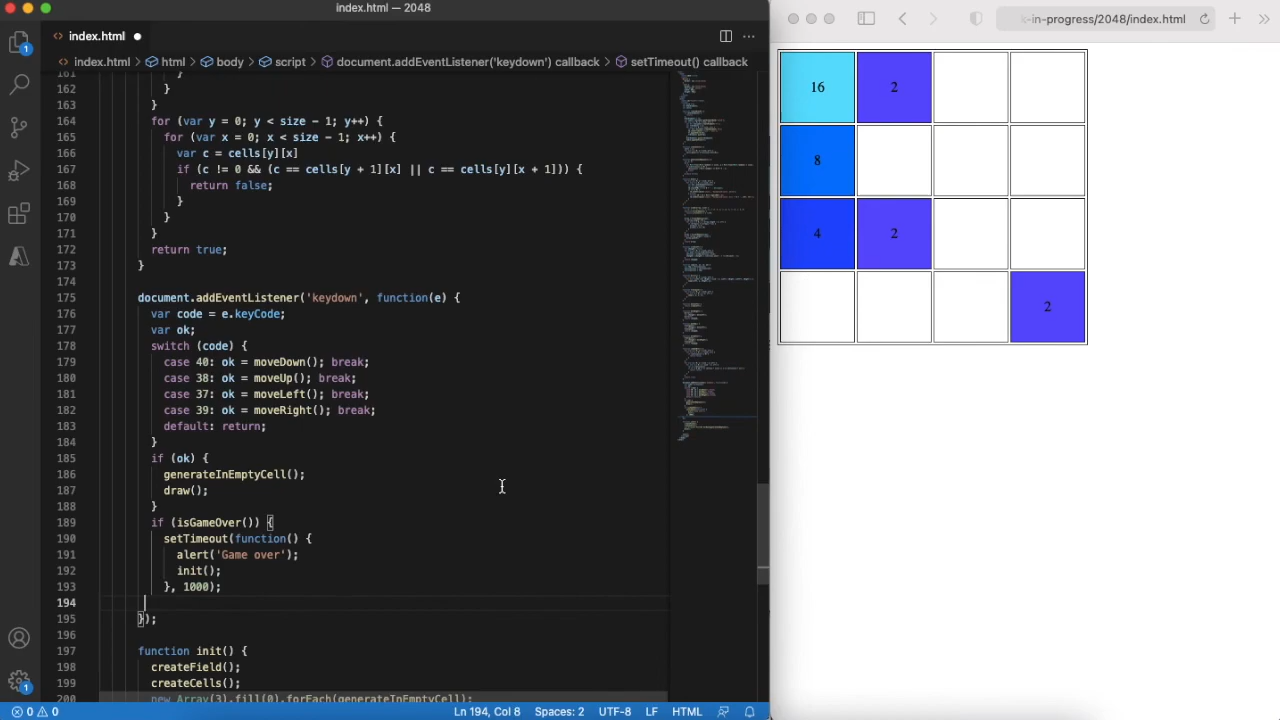 index.html — 2048
k-in-progress/2048/index.html
index.html
index.html > html > body > script > document.addEventListener('keydown') callback > setTimeout() callback
161 }
162 }
163 }
164 for (var y = 0; y < size - 1; y++) {
165 for (var x = 0; x < size - 1; x++) {
166 var c = cells[y][x]
167 if (c != 0 && (c == cells[y + 1][x] || c == cells[y][x + 1])) {
168 return false;
169 }
170 }
171 }
172 return true;
173 }
174
175 document.addEventListener('keydown', function(e) {
176 var code = e.keyCode;
177 var ok;
178 switch (code) {
179 case 40: ok = moveDown(); break;
180 case 38: ok = moveUp(); break;
181 case 37: ok = moveLeft(); break;
182 case 39: ok = moveRight(); break;
183 default: return;
184 }
185 if (ok) {
186 generateInEmptyCell();
187 draw();
188 }
189 if (isGameOver()) {
190 setTimeout(function() {
191 alert('Game over');
192 init();
193 }, 1000);
194
195 });
196
197 function init() {
198 createField();
199 createCells();
200 new Array(3).fill(0).forEach(generateInEmptyCell);
1
1
0 0
Ln 194, Col 8 Spaces: 2 UTF-8 LF HTML
16 2
8
4 2
2